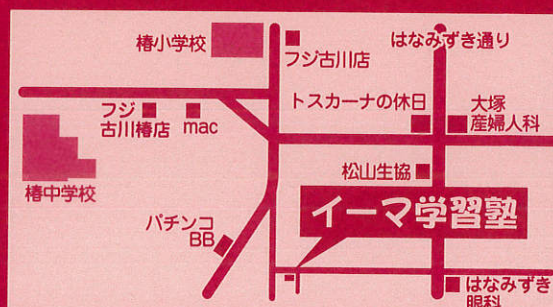 椿小学校
フジ古川店
はなみずき通り
フジ
古川椿店
mac
トスカーナの休日
大塚
産婦人科
椿中学校
松山生協
イーマ学習塾
パチンコ
BB
はなみずき
眼科